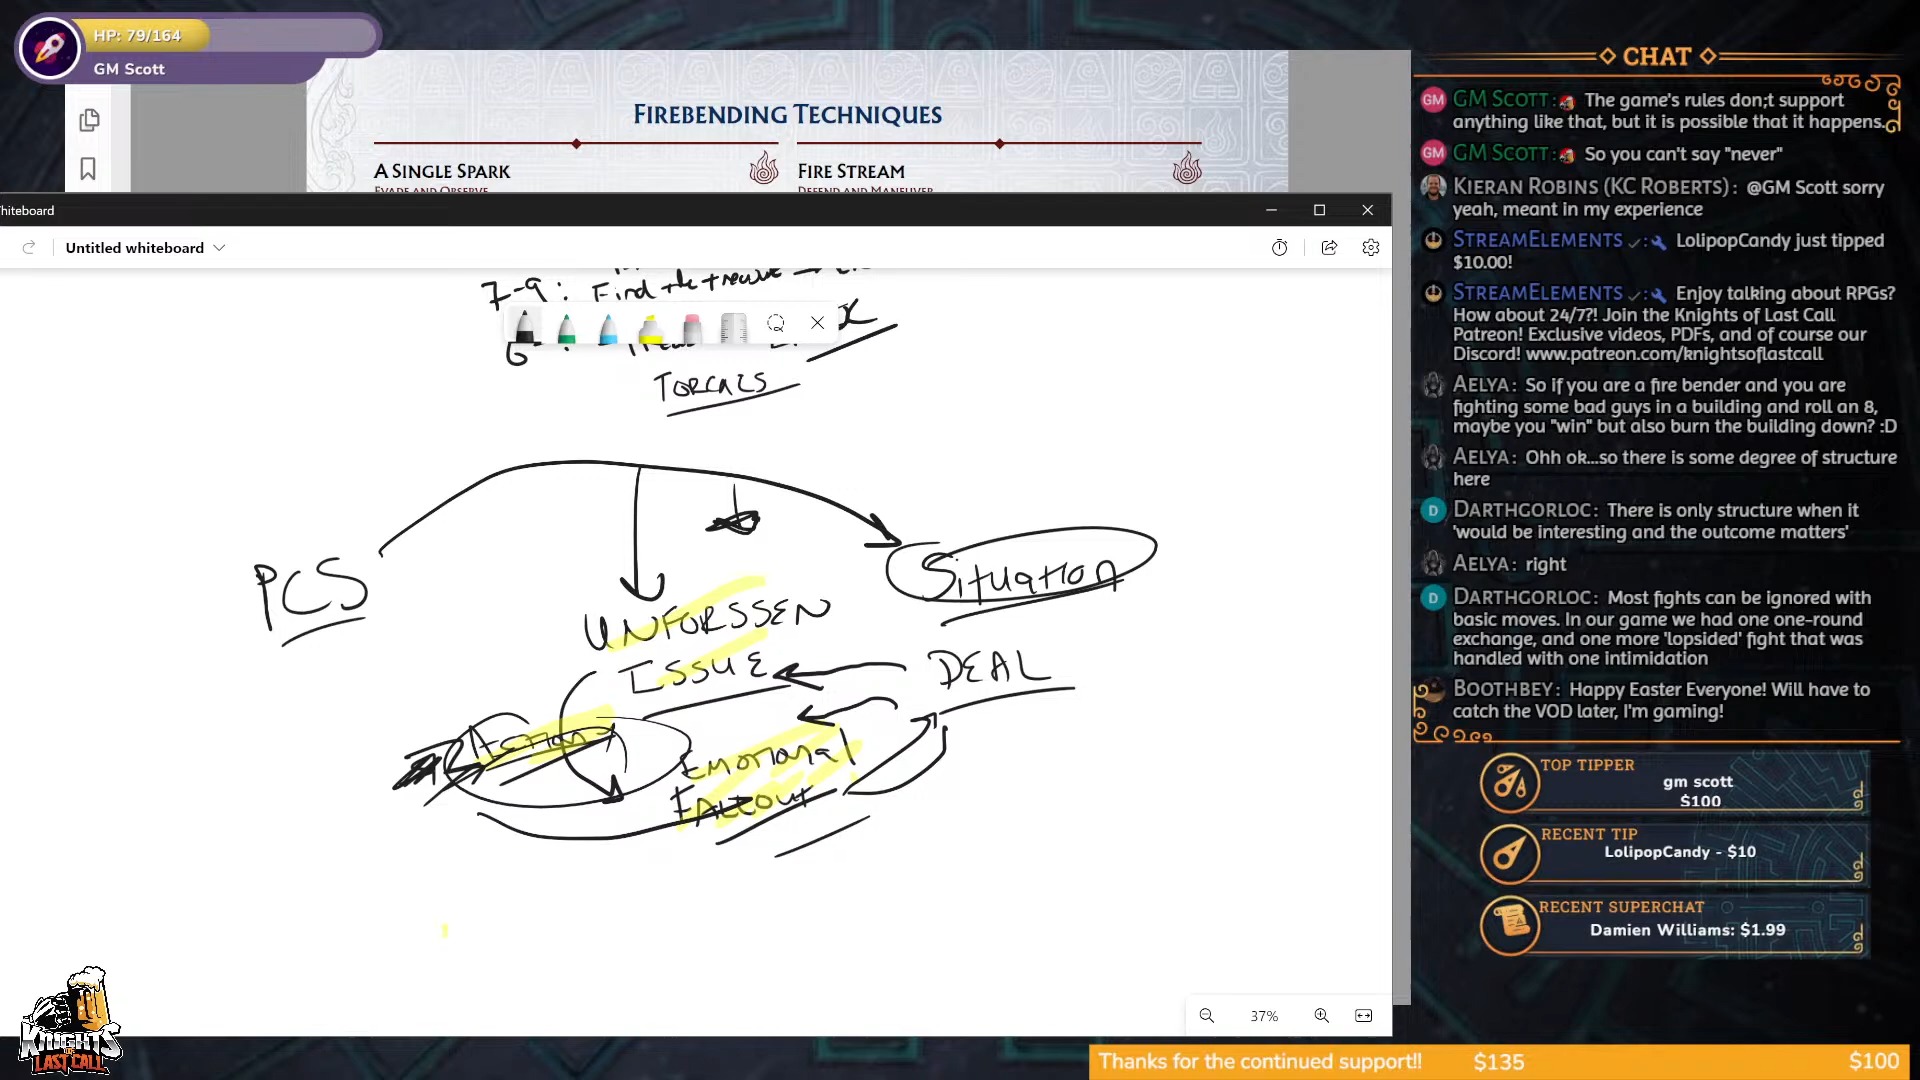 HP: 79/164
GM Scott
FIREBENDING TECHNIQUES
A SINGLE SPARK
EVADE AND OBSERVE
FIRE STREAM
DEFEND AND MANEUVER
hiteboard
Untitled whiteboard
7-9: Find the treasure
6-
TORCHES
PCS
Situation
UNFORSSEN
ISSUE
DEAL
Action
Emotional
FALLOUT
37%
CHAT
GM SCOTT: The game's rules don;t support
anything like that, but it is possible that it happens.
GM SCOTT: So you can't say "never"
KIERAN ROBINS (KC ROBERTS): @GM Scott sorry
yeah, meant in my experience
STREAMELEMENTS: LolipopCandy just tipped
$10.00!
STREAMELEMENTS: Enjoy talking about RPGs?
How about 24/7?! Join the Knights of Last Call
Patreon! Exclusive videos, PDFs, and of course our
Discord! www.patreon.com/knightsoflastcall
AELYA: So if you are a fire bender and you are
fighting some bad guys in a building and roll an 8,
maybe you "win" but also burn the building down? :D
AELYA: Ohh ok...so there is some degree of structure
here
DARTHGORLOC: There is only structure when it
'would be interesting and the outcome matters'
AELYA: right
DARTHGORLOC: Most fights can be ignored with
basic moves. In our game we had one one-round
exchange, and one more 'lopsided' fight that was
handled with one intimidation
BOOTHBEY: Happy Easter Everyone! Will have to
catch the VOD later, I'm gaming!
TOP TIPPER
gm scott
$100
RECENT TIP
LolipopCandy - $10
RECENT SUPERCHAT
Damien Williams: $1.99
KNIGHTS
OF
LAST CALL
Thanks for the continued support!! $135 $100